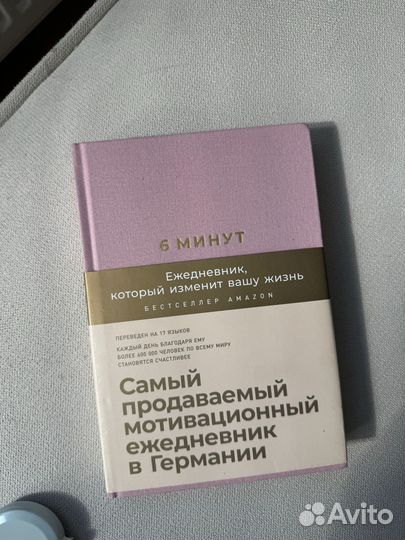 6 МИНУТ
Ежедневник,
который изменит вашу жизнь
БЕСТСЕЛЛЕР AMAZON
ПЕРЕВЕДЕН НА 17 ЯЗЫКОВ
КАЖДЫЙ ДЕНЬ БЛАГОДАРЯ ЕМУ
БОЛЕЕ 600 000 ЧЕЛОВЕК ПО ВСЕМУ МИРУ
СТАНОВЯТСЯ СЧАСТЛИВЕЕ
Самый
продаваемый
мотивационный
ежедневник
в Германии
Avito